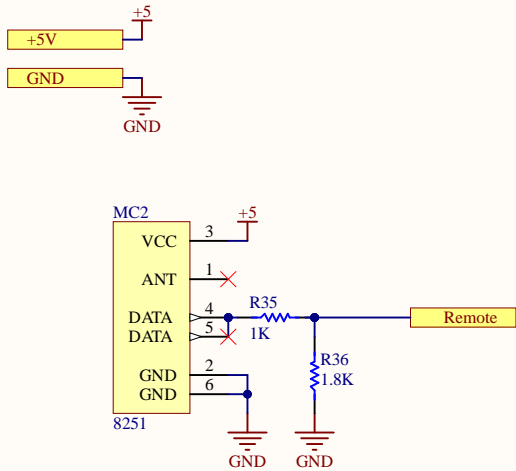 +5
+5V
GND
GND
MC2
+5
VCC 3
ANT 1
DATA 4
DATA 5
GND 2
GND 6
8251
R35
1K
Remote
R36
1.8K
GND
GND